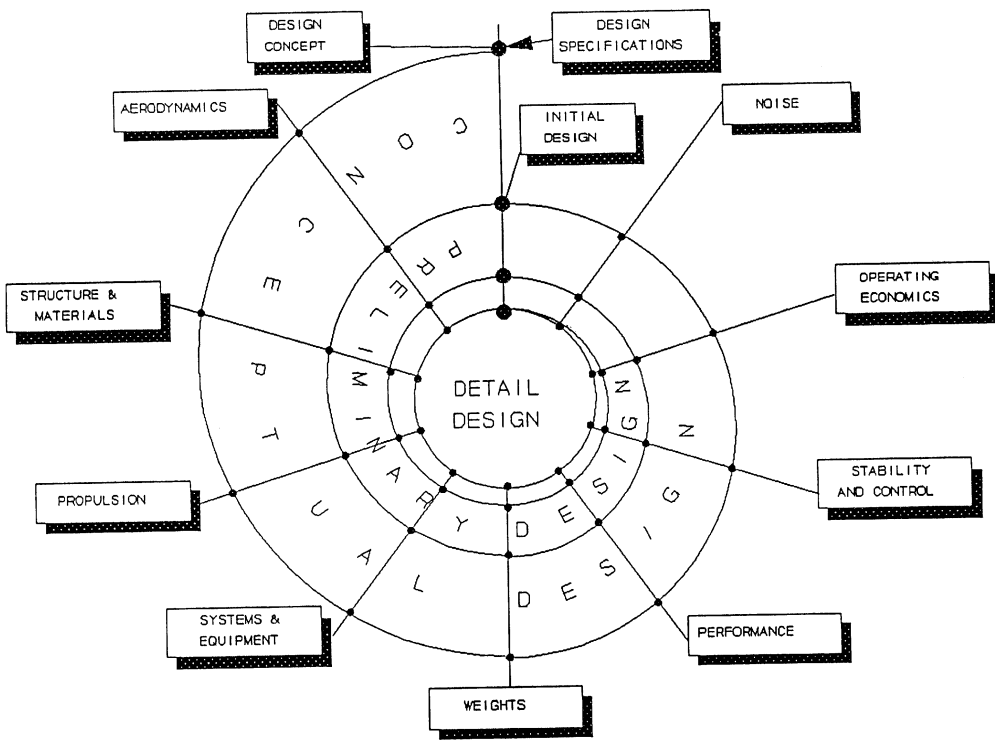 DESIGN
CONCEPT
DESIGN
SPECIFICATIONS
AERODYNAMICS
INITIAL
DESIGN
NOISE
STRUCTURE &
MATERIALS
OPERATING
ECONOMICS
PROPULSION
STABILITY
AND CONTROL
SYSTEMS &
EQUIPMENT
PERFORMANCE
WEIGHTS
CONCEPTUAL DESIGN
PRELIMINARY DESIGN
DETAIL
DESIGN